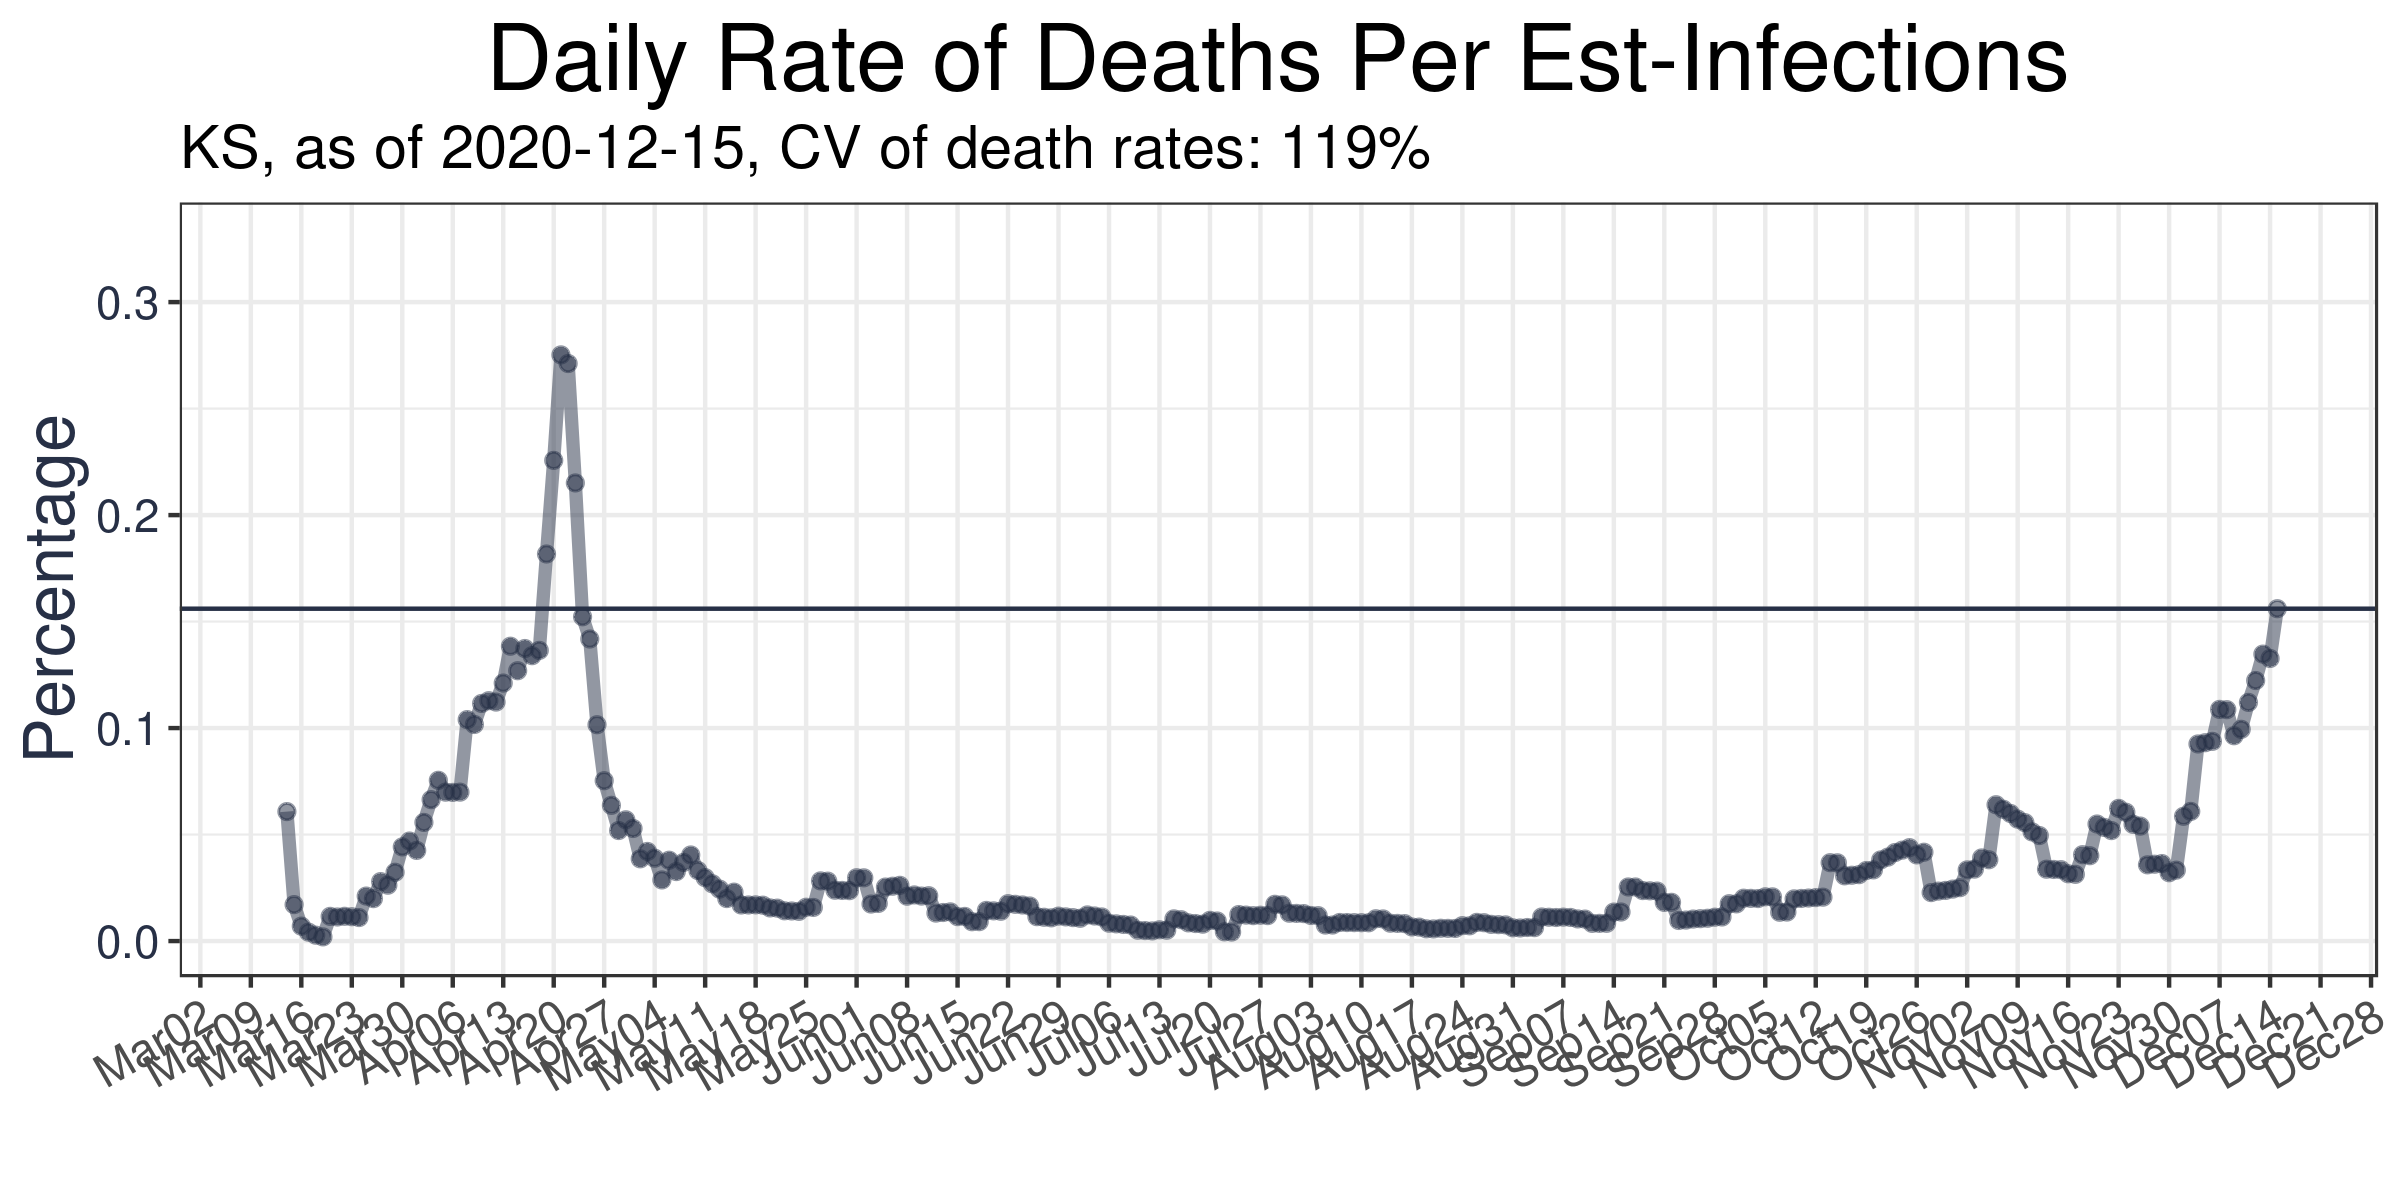 Daily Rate of Deaths Per Est-Infections
KS, as of 2020-12-15, CV of death rates: 119%
Percentage
0.3
0.2
0.1
0.0
Mar02
Mar09
Mar16
Mar23
Mar30
Apr06
Apr13
Apr20
Apr27
May04
May11
May18
May25
Jun01
Jun08
Jun15
Jun22
Jun29
Jul06
Jul13
Jul20
Jul27
Aug03
Aug10
Aug17
Aug24
Aug31
Sep07
Sep14
Sep21
Sep28
Oct05
Oct12
Oct19
Oct26
Nov02
Nov09
Nov16
Nov23
Nov30
Dec07
Dec14
Dec21
Dec28